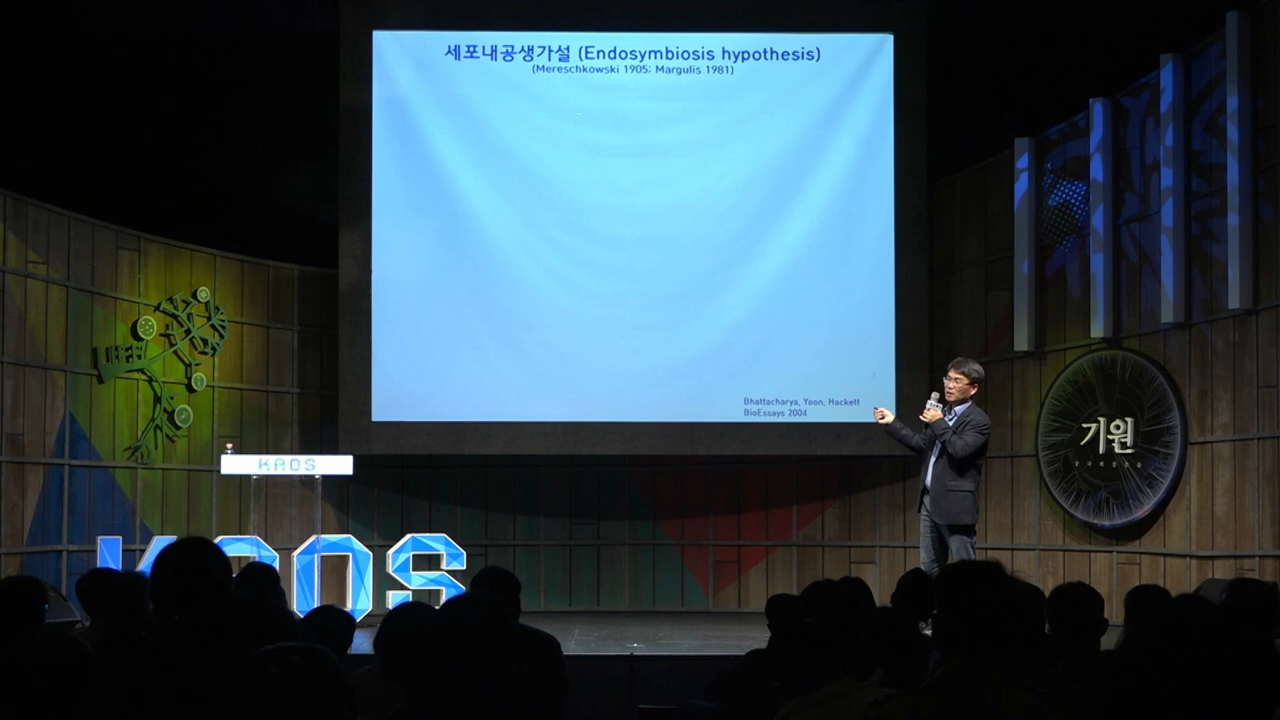 세포내공생가설 (Endosymbiosis hypothesis)
(Mereschkowski 1905; Margulis 1981)
Bhattacharya, Yoon, Hackett
BioEssays 2004
기원
KAOS
KAOS